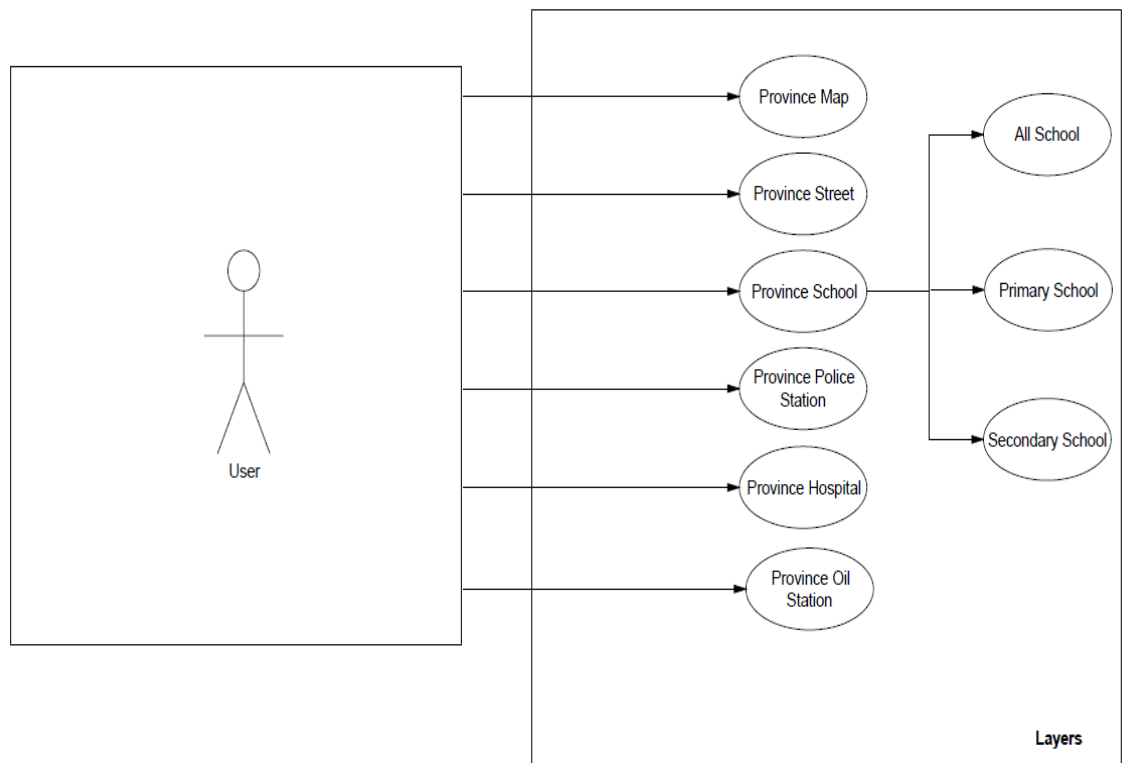 Province Map
All School
Province Street
Province School
Primary School
Province Police
Station
Secondary School
User
Province Hospital
Province Oil
Station
Layers